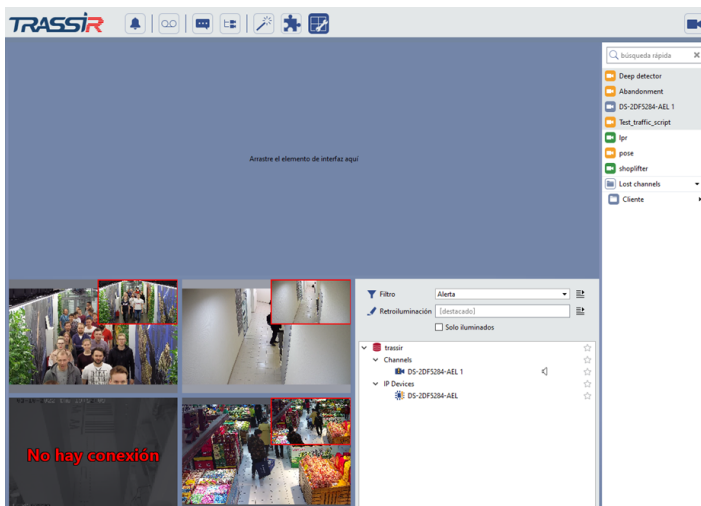 TRASSIR
búsqueda rápida
Deep detector
Abandonment
DS-2DF5284-AEL 1
Test_traffic_script
lpr
pose
shoplifter
Lost channels
Cliente
Arrastre el elemento de interfaz aquí
Filtro
Alerta
Retroiluminación
[destacado]
Solo iluminados
trassir
Channels
DS-2DF5284-AEL 1
IP Devices
DS-2DF5284-AEL
No hay conexión